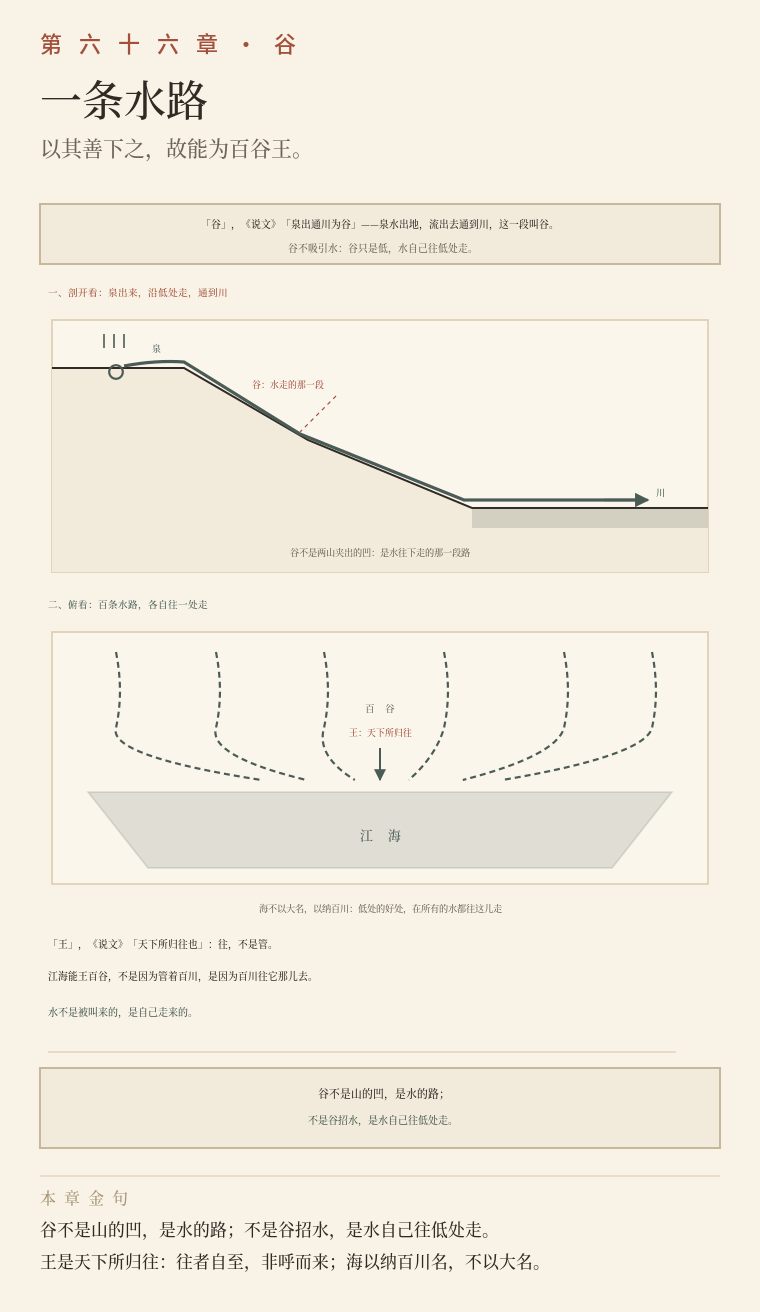 第六十六章·谷
一条水路
以其善下之，故能为百谷王。
「谷」，《说文》「泉出通川为谷」——泉水出地，流出去通到川，这一段叫谷。
谷不吸引水：谷只是低，水自己往低处走。
一、剖开看：泉出来，沿低处走，通到川
泉
谷：水走的那一段
川
谷不是两山夹出的凹：是水往下走的那一段路
二、俯看：百条水路，各自往一处走
百 谷
王：天下所归往
江 海
海不以大名，以纳百川：低处的好处，在所有的水都往这儿走
「王」，《说文》「天下所归往也」：往，不是管。
江海能王百谷，不是因为管着百川，是因为百川往它那儿去。
水不是被叫来的，是自己走来的。
谷不是山的凹，是水的路；
不是谷招水，是水自己往低处走。
本章金句
谷不是山的凹，是水的路；不是谷招水，是水自己往低处走。
王是天下所归往：往者自至，非呼而来；海以纳百川名，不以大名。